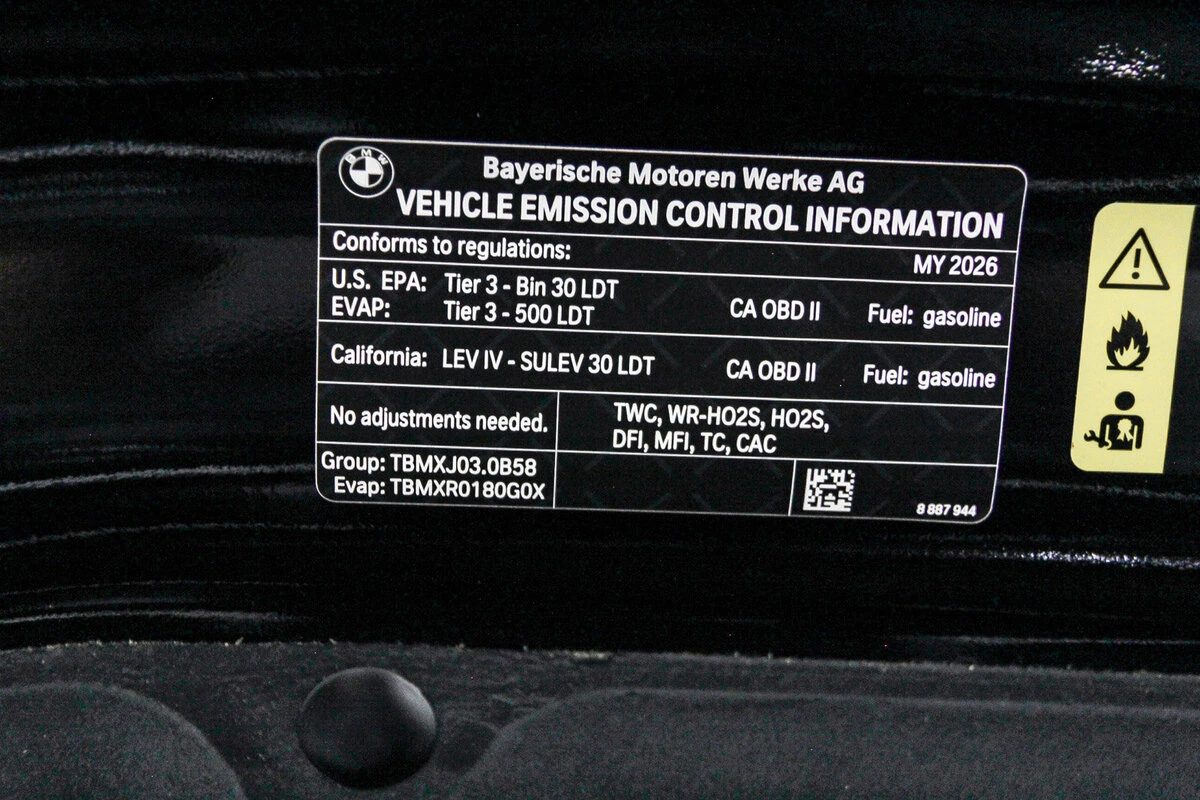 BMW
Bayerische Motoren Werke AG
VEHICLE EMISSION CONTROL INFORMATION
Conforms to regulations:
MY 2026
U.S. EPA: Tier 3 - Bin 30 LDT
EVAP: Tier 3 - 500 LDT
CA OBD II Fuel: gasoline
California: LEV IV - SULEV 30 LDT CA OBD II Fuel: gasoline
No adjustments needed.
TWC, WR-HO2S, HO2S,
DFI, MFI, TC, CAC
Group: TBMXJ03.0B58
Evap: TBMXR0180G0X
8 887 944